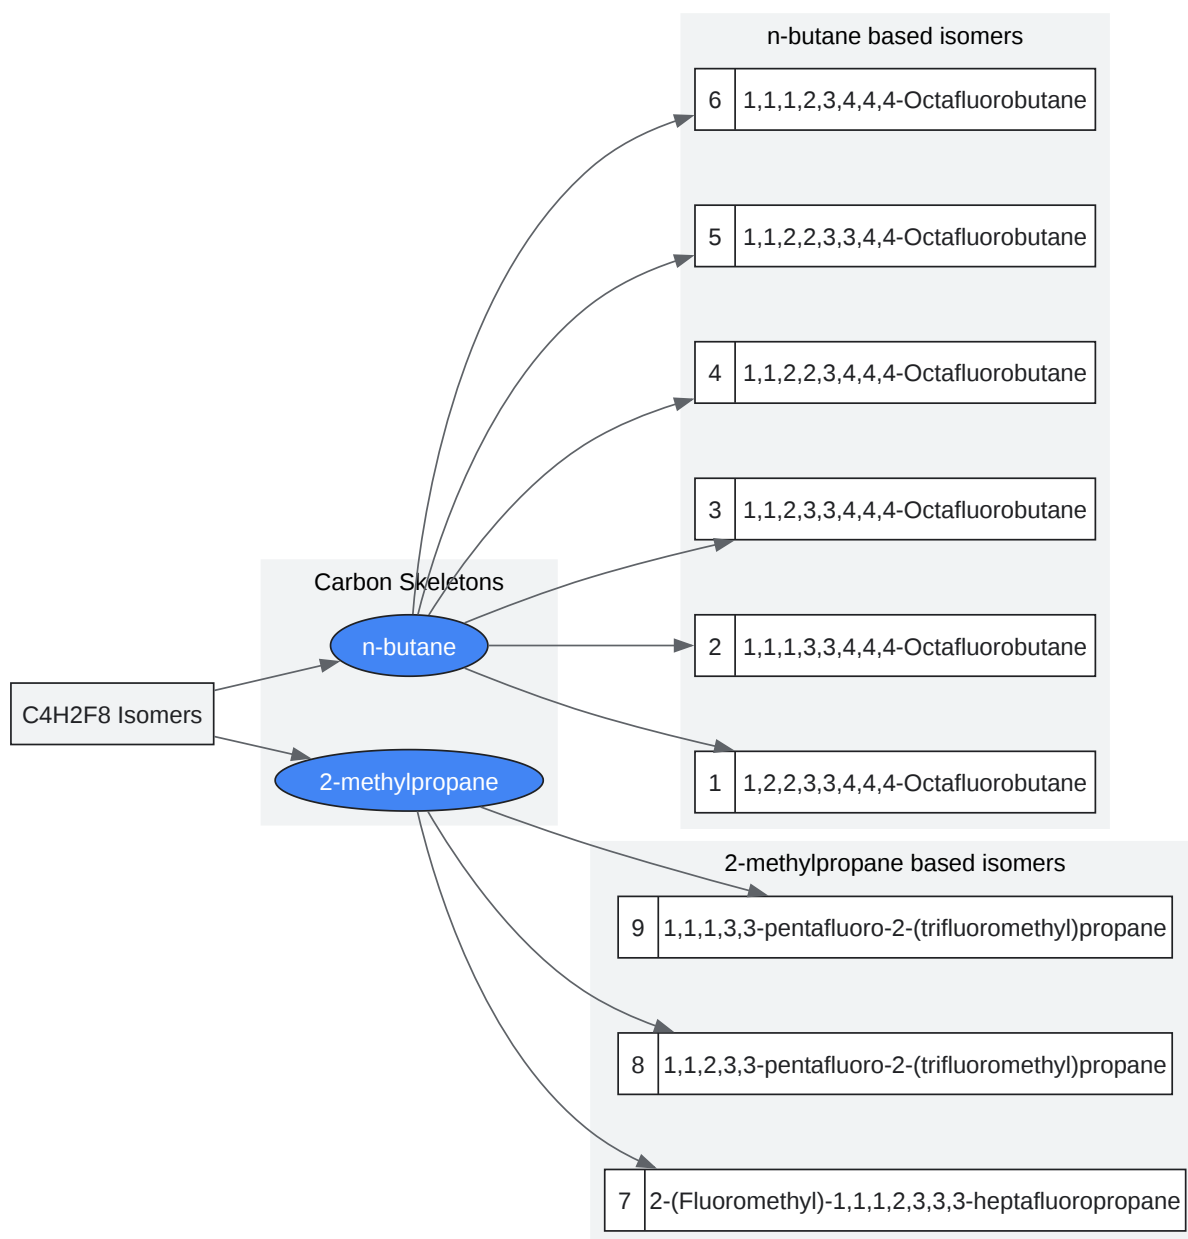 n-butane based isomers
6 1,1,1,2,3,4,4,4-Octafluorobutane
5 1,1,2,2,3,3,4,4-Octafluorobutane
4 1,1,2,2,3,4,4,4-Octafluorobutane
3 1,1,2,3,3,4,4,4-Octafluorobutane
2 1,1,1,3,3,4,4,4-Octafluorobutane
1 1,2,2,3,3,4,4,4-Octafluorobutane
Carbon Skeletons
n-butane
2-methylpropane
C4H2F8 Isomers
2-methylpropane based isomers
9 1,1,1,3,3-pentafluoro-2-(trifluoromethyl)propane
8 1,1,2,3,3-pentafluoro-2-(trifluoromethyl)propane
7 2-(Fluoromethyl)-1,1,1,2,3,3,3-heptafluoropropane